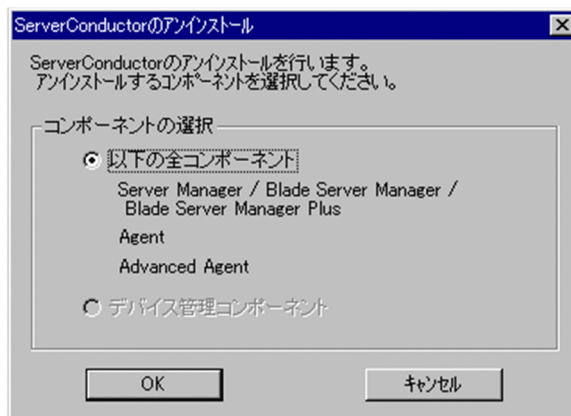 ServerConductorのアンインストール
ServerConductorのアンインストールを行います。
アンインストールするコンポーネントを選択してください。
コンポーネントの選択
以下の全コンポーネント
Server Manager / Blade Server Manager /
Blade Server Manager Plus
Agent
Advanced Agent
デバイス管理コンポーネント
OK
キャンセル